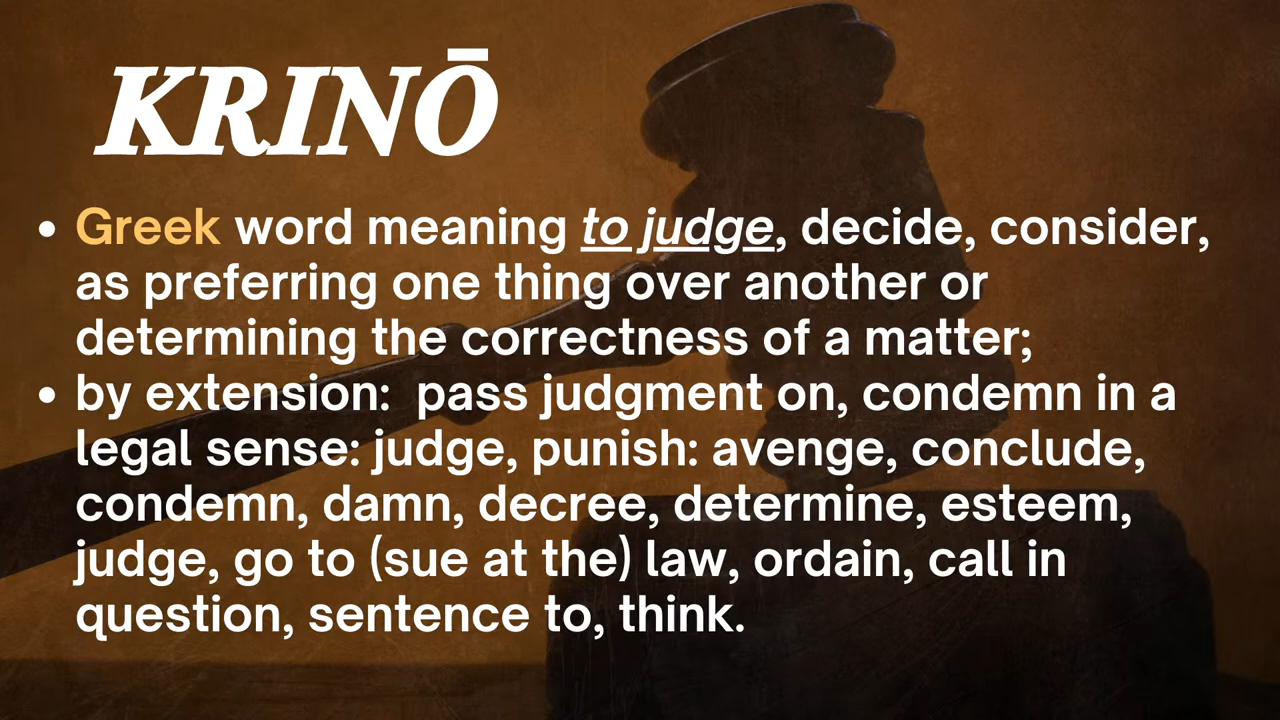 KRINŌ
• Greek word meaning to judge, decide, consider,
as preferring one thing over another or
determining the correctness of a matter;
• by extension:  pass judgment on, condemn in a
legal sense: judge, punish: avenge, conclude,
condemn, damn, decree, determine, esteem,
judge, go to (sue at the) law, ordain, call in
question, sentence to, think.